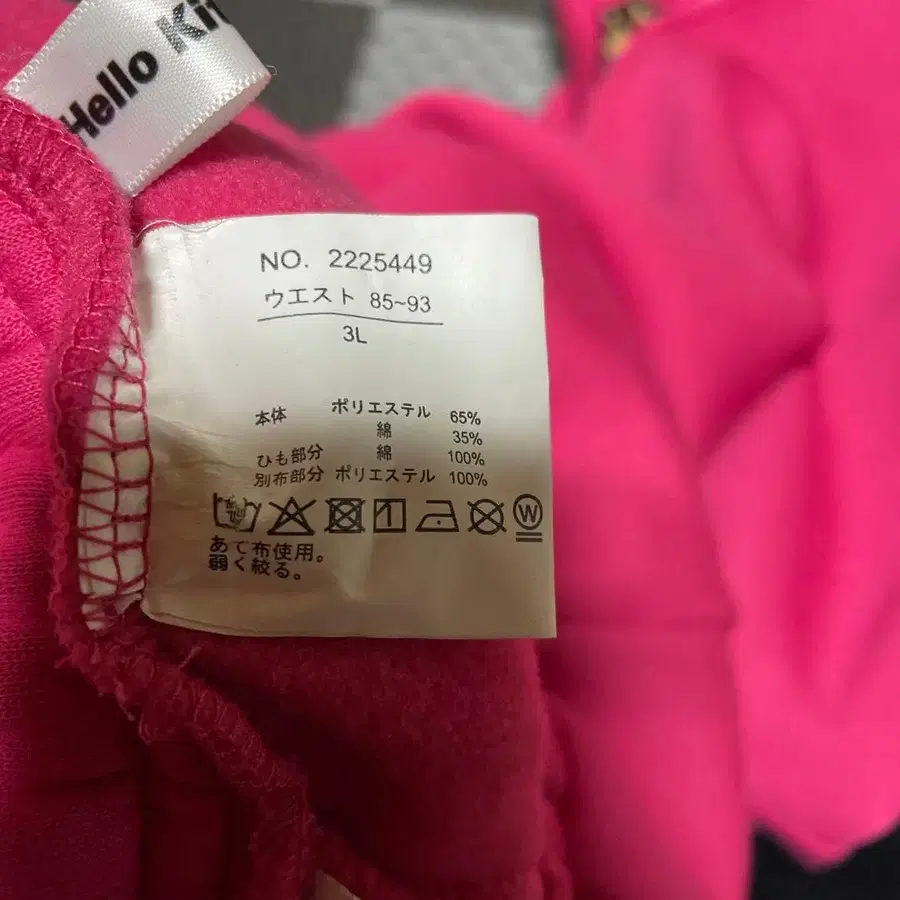 Hello Kit
NO. 2225449
ウエスト 85~93
3L
本体 ポリエステル 65%
綿 35%
ひも部分 綿 100%
別布部分 ポリエステル 100%
W
あて布使用。
弱く絞る。